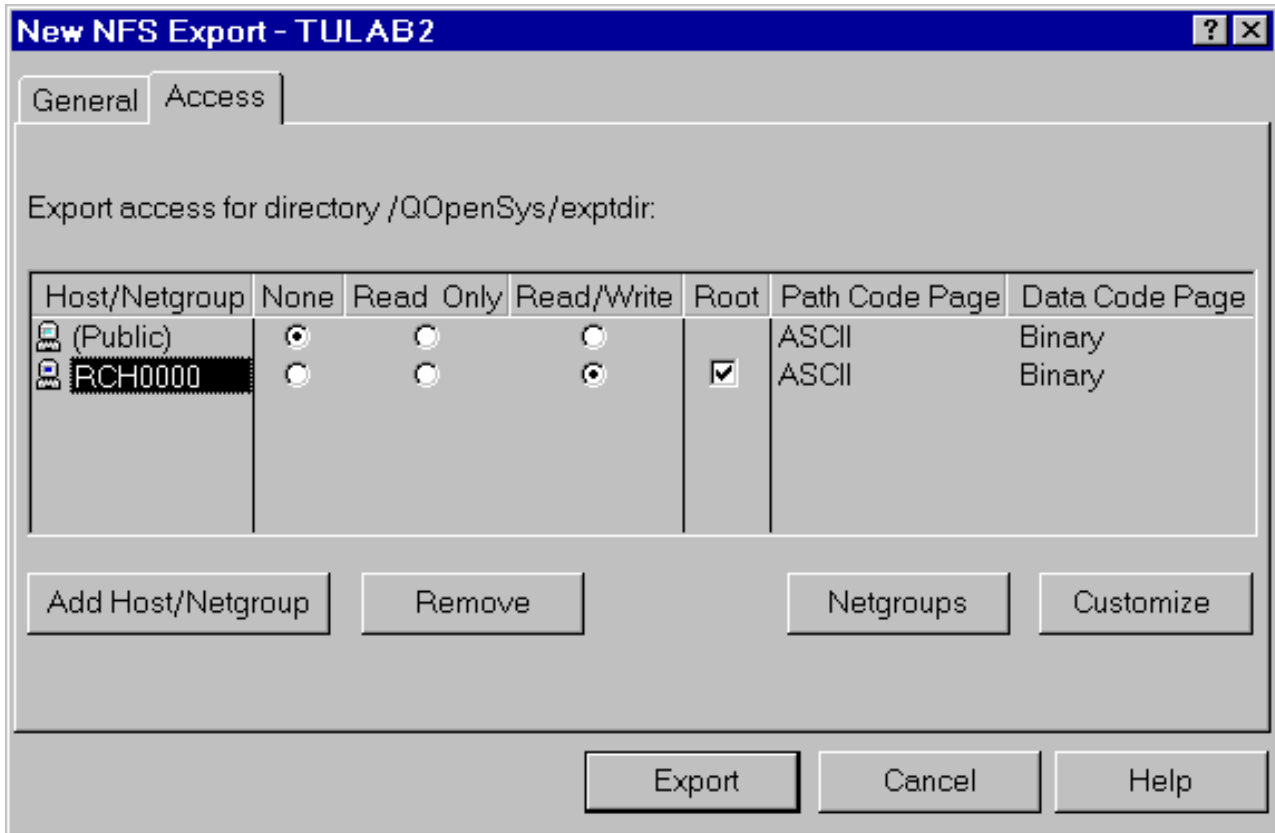 New NFS Export - TULAB2 ? ×
General Access
Export access for directory /QOpenSys/exptdir:
Host/Netgroup None Read Only Read/Write Root Path Code Page Data Code Page
(Public) ASCII Binary
RCH0000 ASCII Binary
Add Host/Netgroup Remove Netgroups Customize
Export Cancel Help